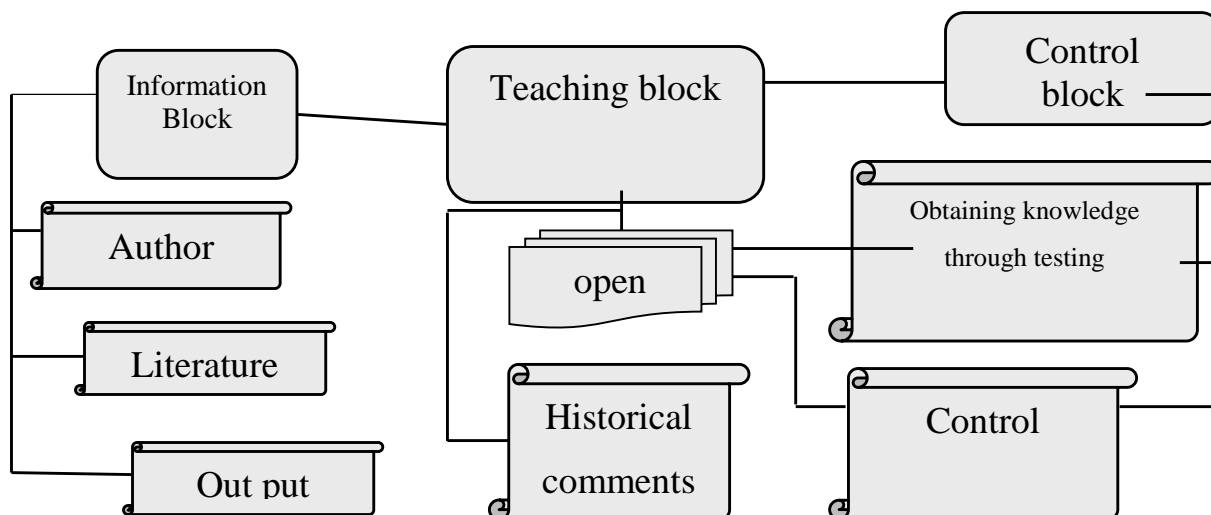 Information
Block
Teaching block
Control
block
Author
Literature
Out put
open
Historical
comments
Obtaining knowledge
through testing
Control